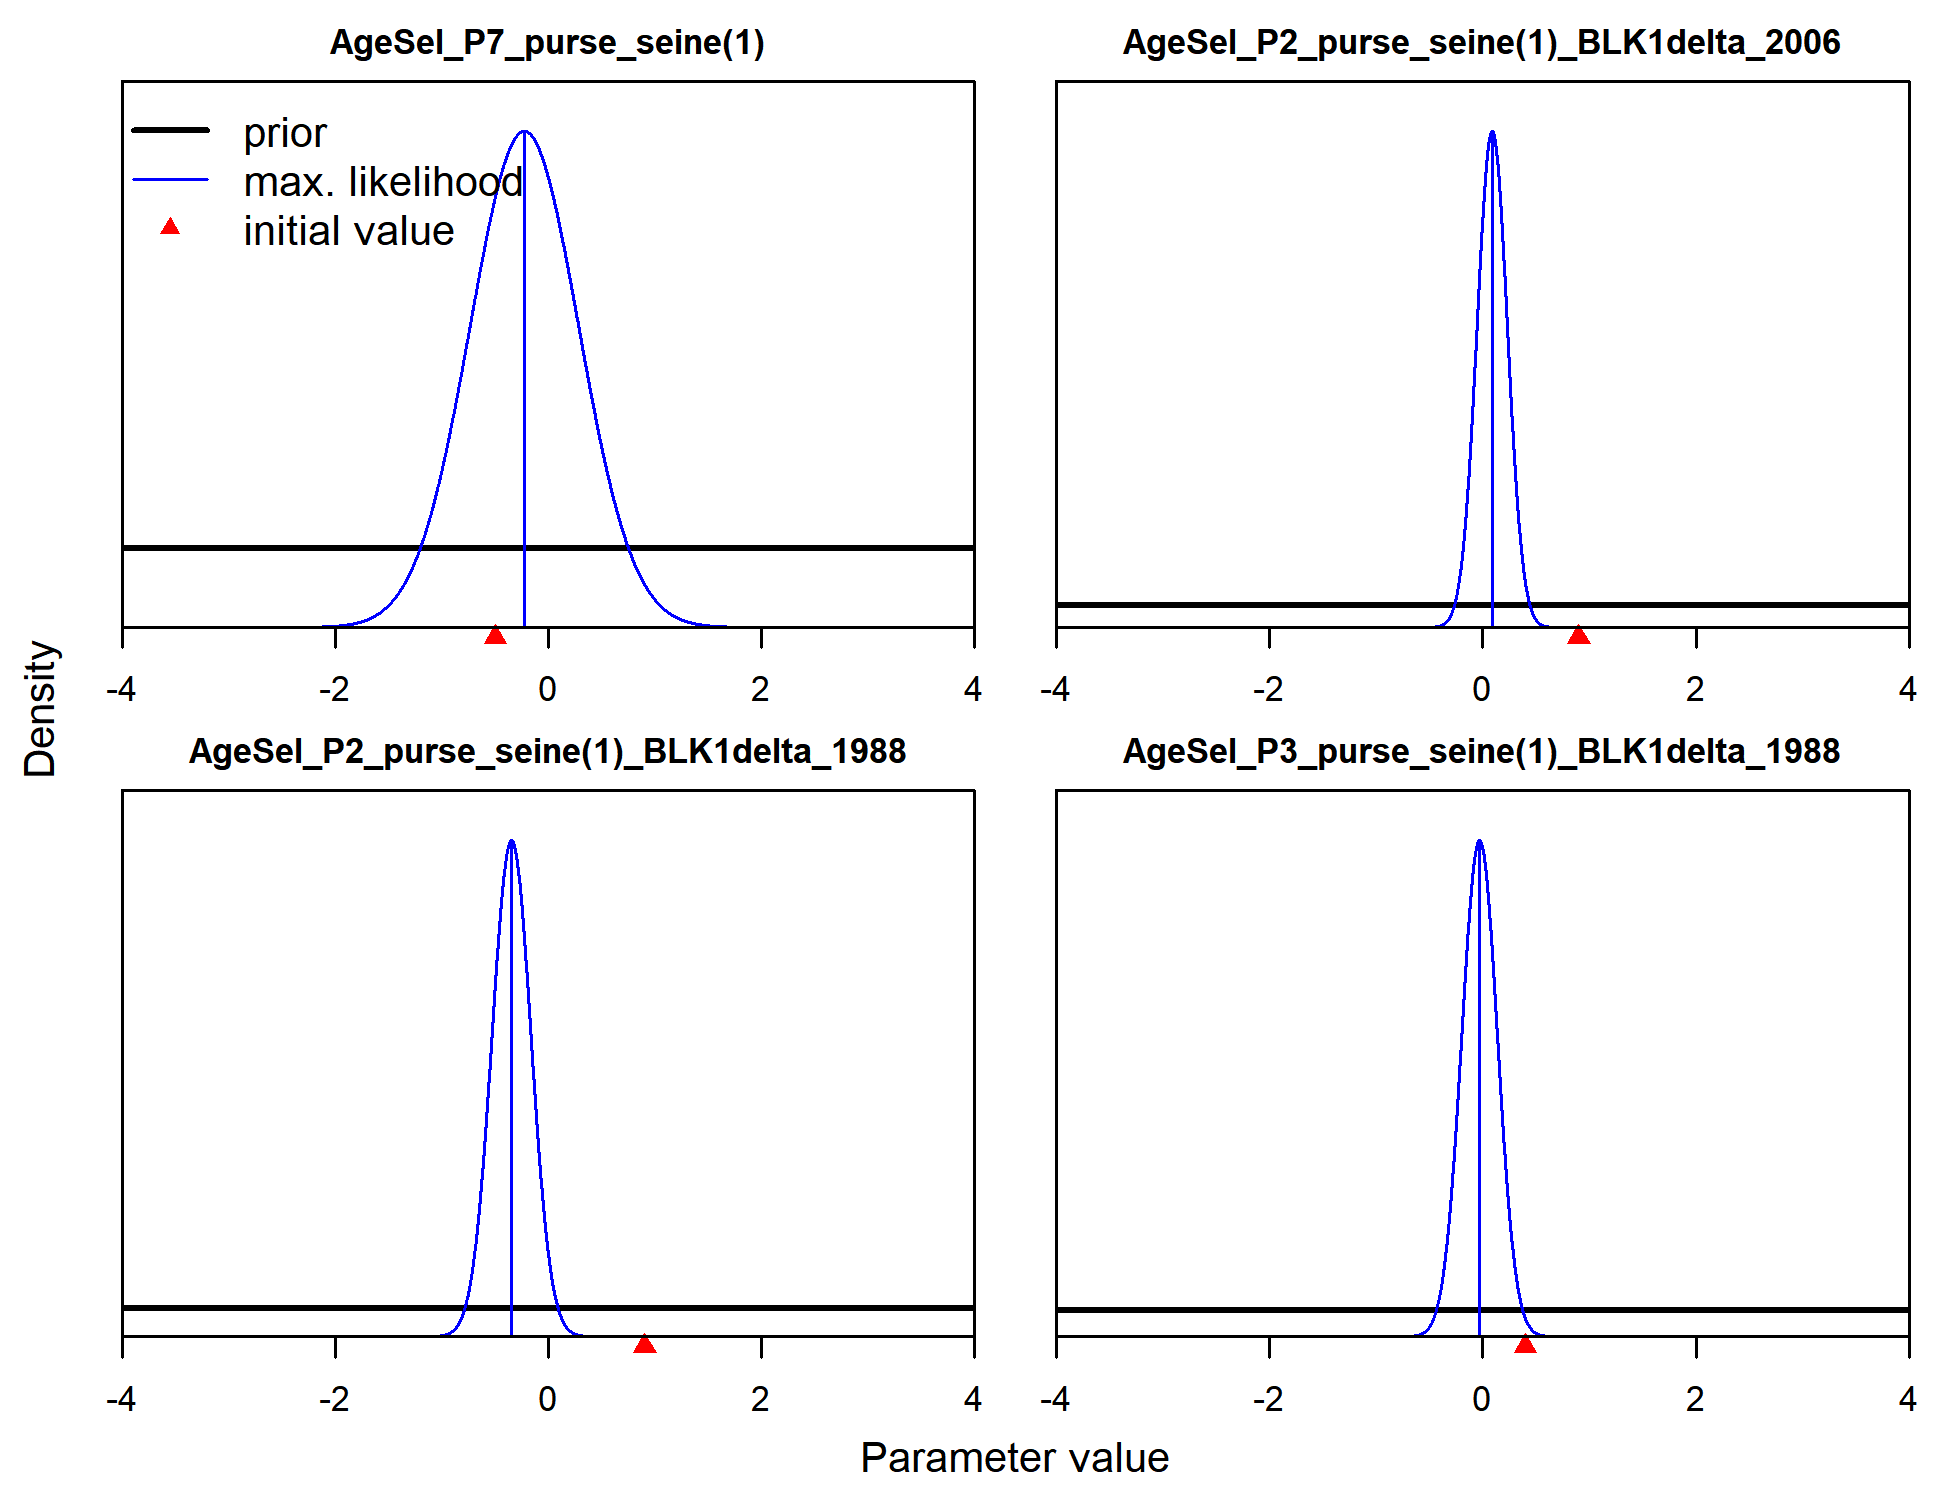 AgeSel_P7_purse_seine(1)
prior
max. likelihood
initial value
-4 -2 0 2 4
AgeSel_P2_purse_seine(1)_BLK1delta_2006
-4 -2 0 2 4
Density
AgeSel_P2_purse_seine(1)_BLK1delta_1988
-4 -2 0 2 4
AgeSel_P3_purse_seine(1)_BLK1delta_1988
-4 -2 0 2 4
Parameter value